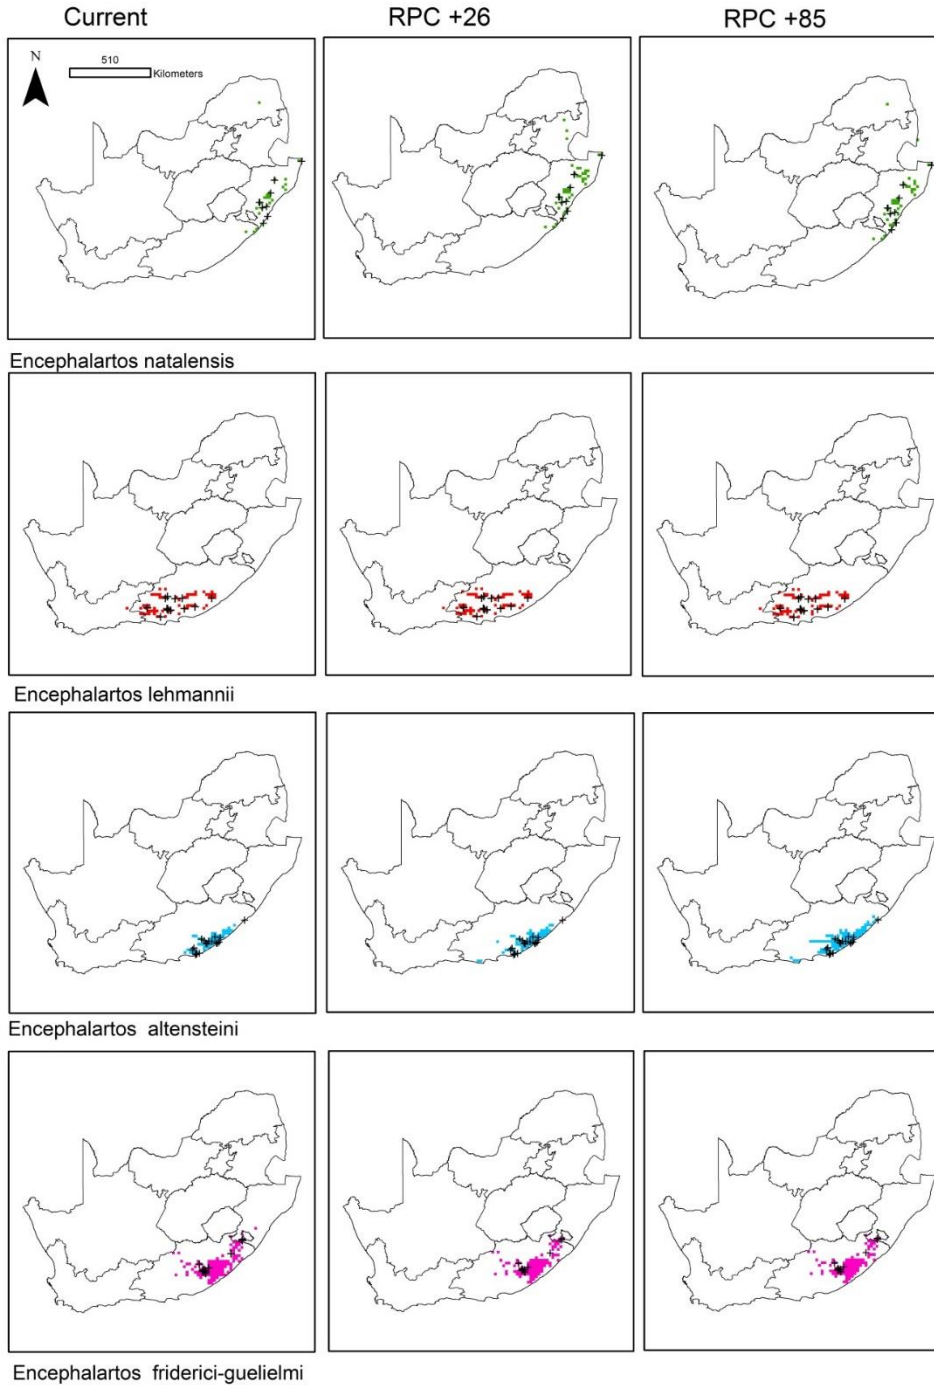 Current RPC +26 RPC +85
N
510
Kilometers
Encephalartos natalensis
Encephalartos lehmannii
Encephalartos altensteini
Encephalartos friderici-guelielmi